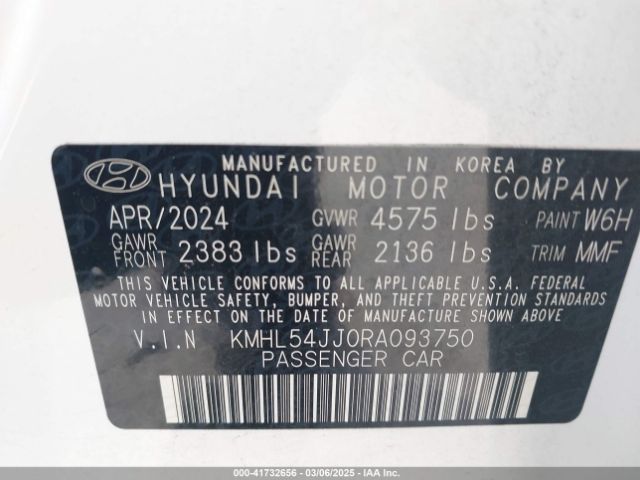 MANUFACTURED IN KOREA BY
HYUNDAI MOTOR COMPANY
APR/2024 GVWR 4575 lbs PAINT W6H
GAWR FRONT 2383 lbs GAWR REAR 2136 lbs TRIM MMF
THIS VEHICLE CONFORMS TO ALL APPLICABLE U.S.A. FEDERAL
MOTOR VEHICLE SAFETY, BUMPER, AND THEFT PREVENTION
STANDARDS IN EFFECT ON THE DATE OF MANUFACTURE SHOWN ABOVE.
V.I.N KMHL54JJ0RA093750
PASSENGER CAR
000-41732656 — 03/06/2025 — IAA Inc.